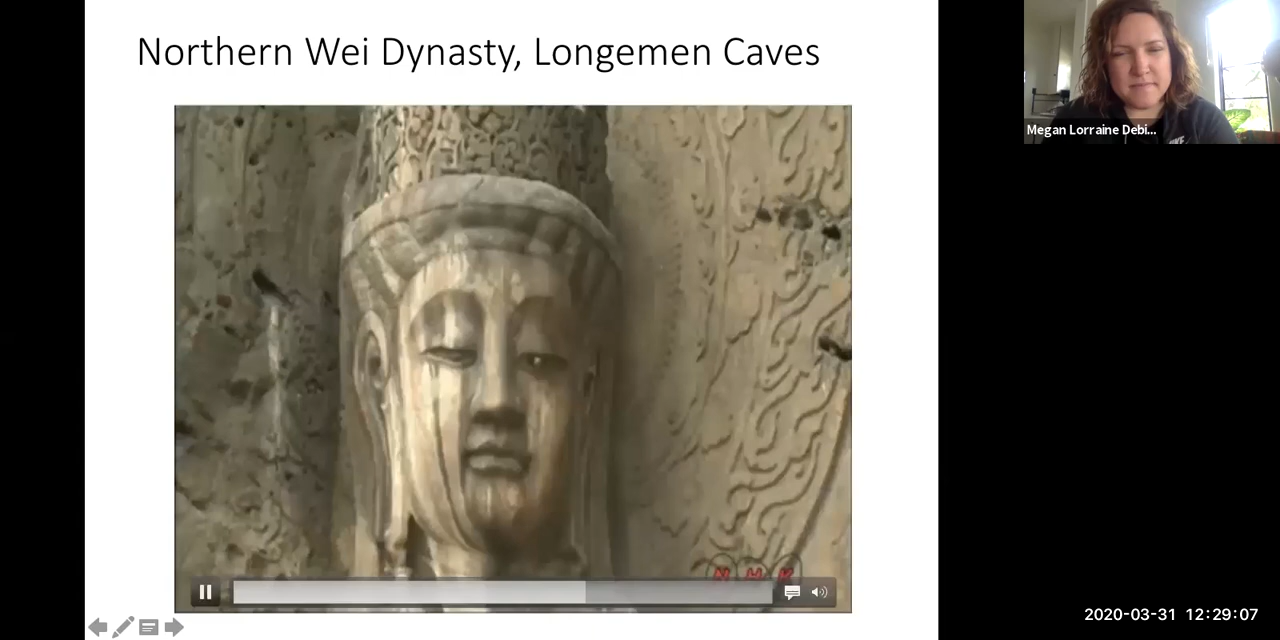 Northern Wei Dynasty, Longemen Caves
Megan Lorraine Debi...
NHK
2020-03-31 12:29:07